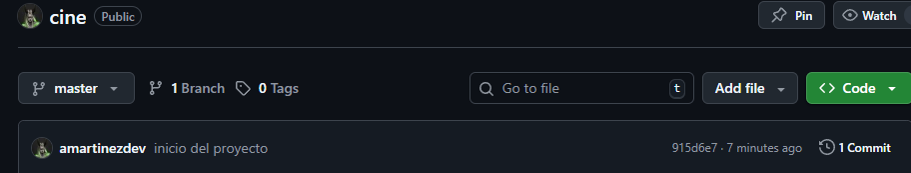 cine Public Pin Watch
master 1 Branch 0 Tags Go to file t Add file Code
amartinezdev inicio del proyecto 915d6e7 · 7 minutes ago 1 Commit